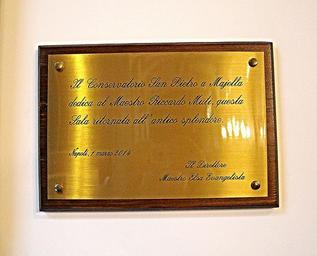 Il Conservatorio San Pietro a Majella
dedica al Maestro Riccardo Muti, questa
Sala ritornata all' antico splendore.
Napoli, 1 marzo 2014
Il Direttore
Maestro Elsa Evangelista